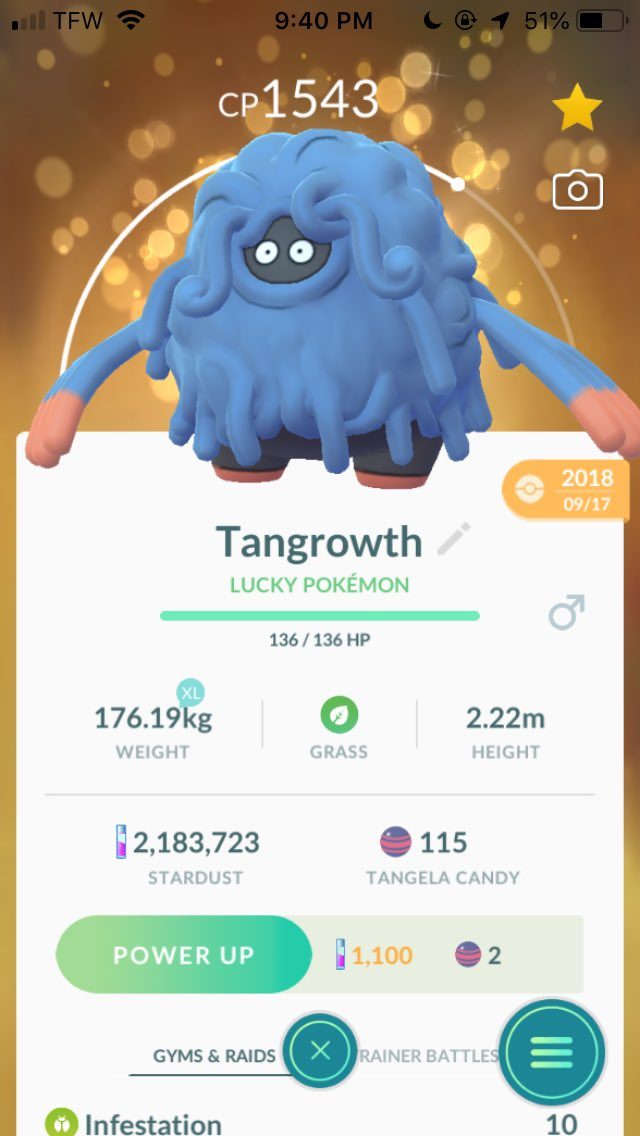 TFW 9:40 PM 51%
CP1543
2018
09/17
Tangrowth
LUCKY POKÉMON
136 / 136 HP
XL
176.19kg 2.22m
WEIGHT GRASS HEIGHT
2,183,723 115
STARDUST TANGELA CANDY
POWER UP 1,100 2
GYMS & RAIDS TRAINER BATTLES
Infestation 10